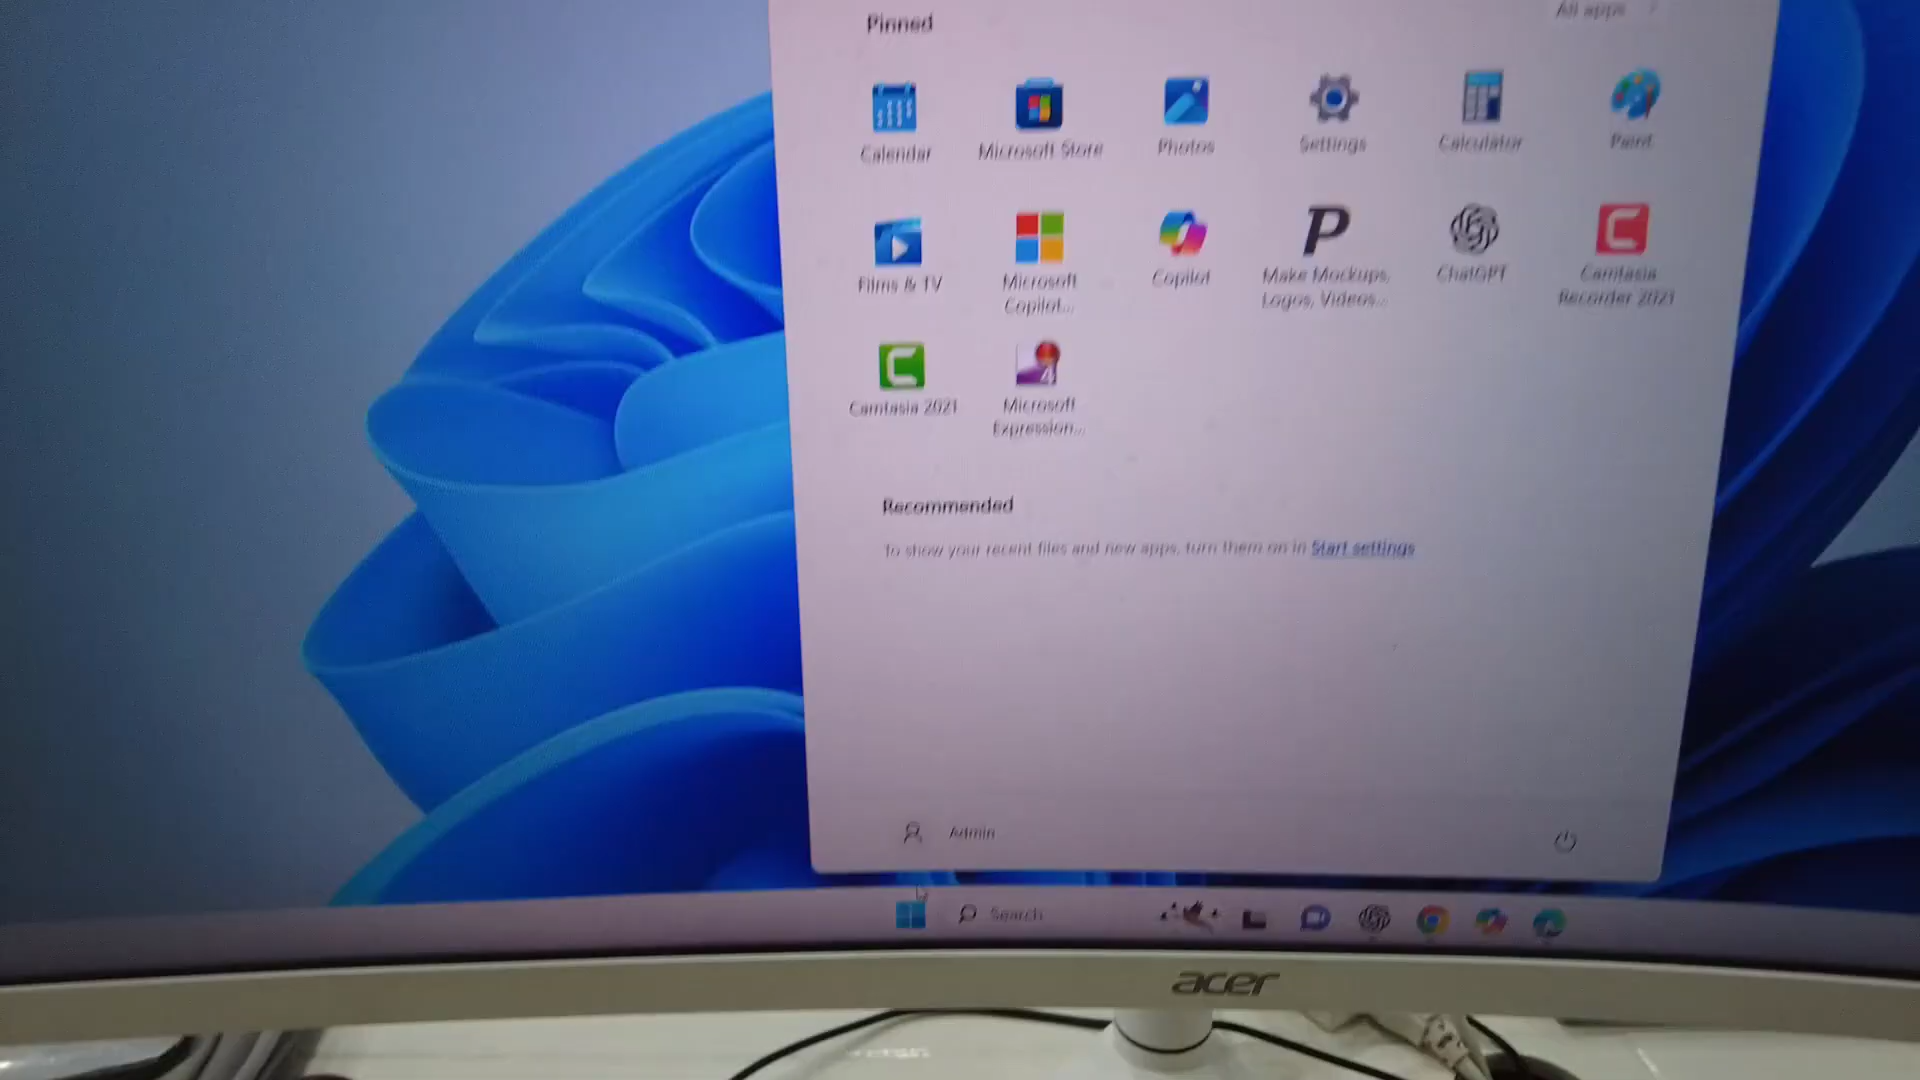 Pinned
All apps
Calendar
Microsoft Store
Photos
Settings
Calculator
Paint
Films & TV
Microsoft
Copilot...
Copilot
Make Mockups,
Logos, Videos...
ChatGPT
Camtasia
Recorder 2021
Camtasia 2021
Microsoft
Expression...
Recommended
To show your recent files and new apps, turn them on in Start settings
Admin
Search
acer